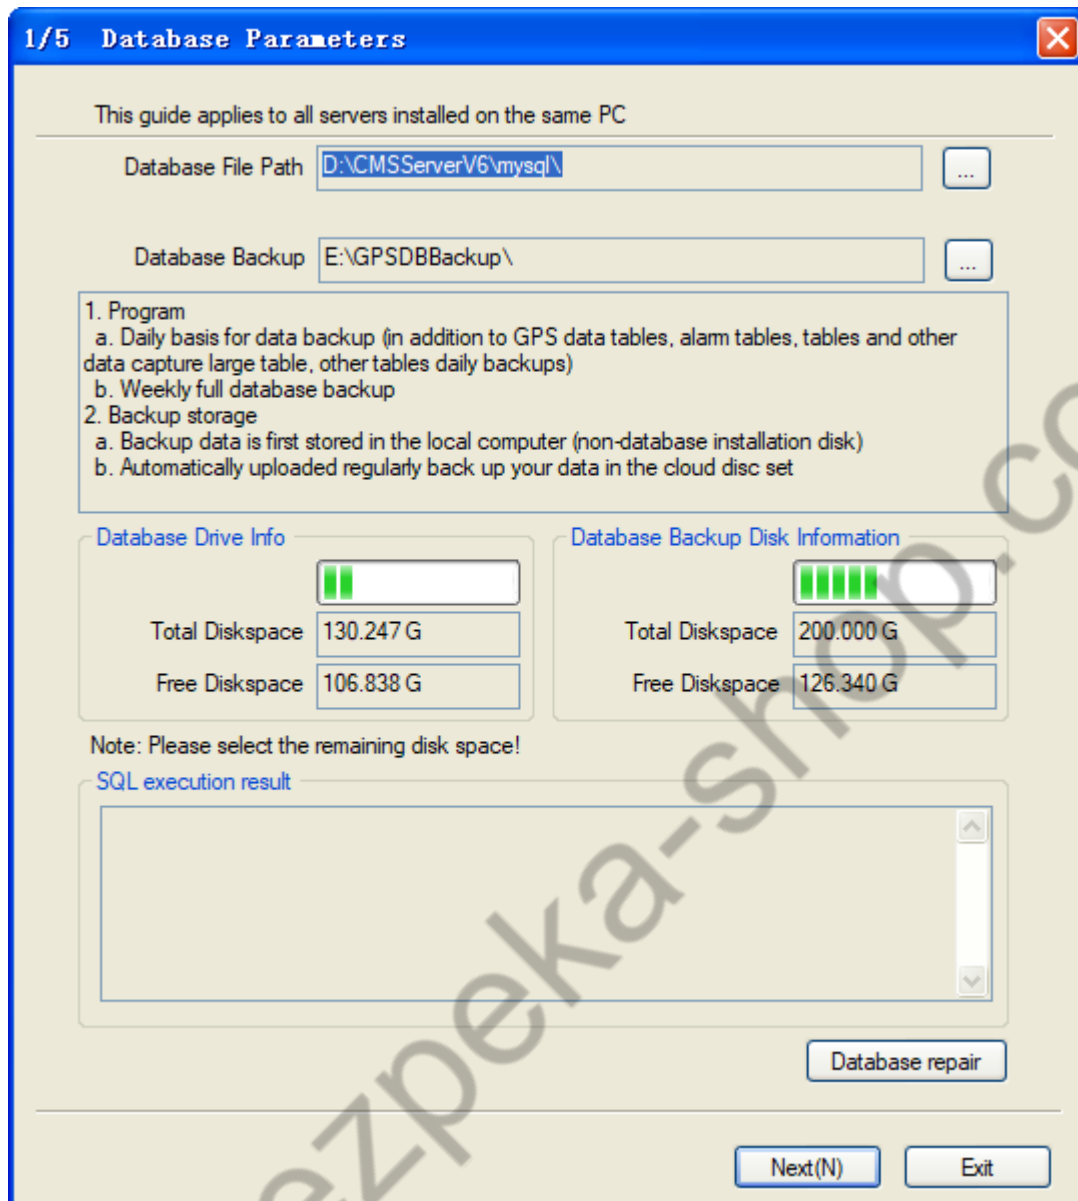 1/5 Database Parameters
This guide applies to all servers installed on the same PC
Database File Path D:\CMSServerV6\mysql\ ...
Database Backup E:\GPSDBBackup\ ...
1. Program
a. Daily basis for data backup (in addition to GPS data tables, alarm tables, tables and other
data capture large table, other tables daily backups)
b. Weekly full database backup
2. Backup storage
a. Backup data is first stored in the local computer (non-database installation disk)
b. Automatically uploaded regularly back up your data in the cloud disc set
Database Drive Info
Total Diskspace 130.247 G
Free Diskspace 106.838 G
Database Backup Disk Information
Total Diskspace 200.000 G
Free Diskspace 126.340 G
Note: Please select the remaining disk space!
SQL execution result
Database repair
Next(N) Exit
ezpeka-shop.co